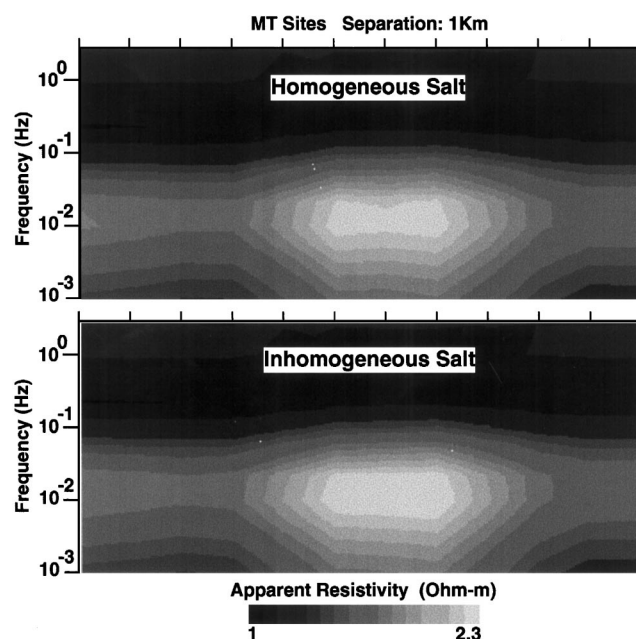 MT Sites Separation: 1Km
Homogeneous Salt
Frequency (Hz)
10^0
10^-1
10^-2
10^-3
Inhomogeneous Salt
Frequency (Hz)
10^0
10^-1
10^-2
10^-3
Apparent Resistivity (Ohm-m)
1 2.3